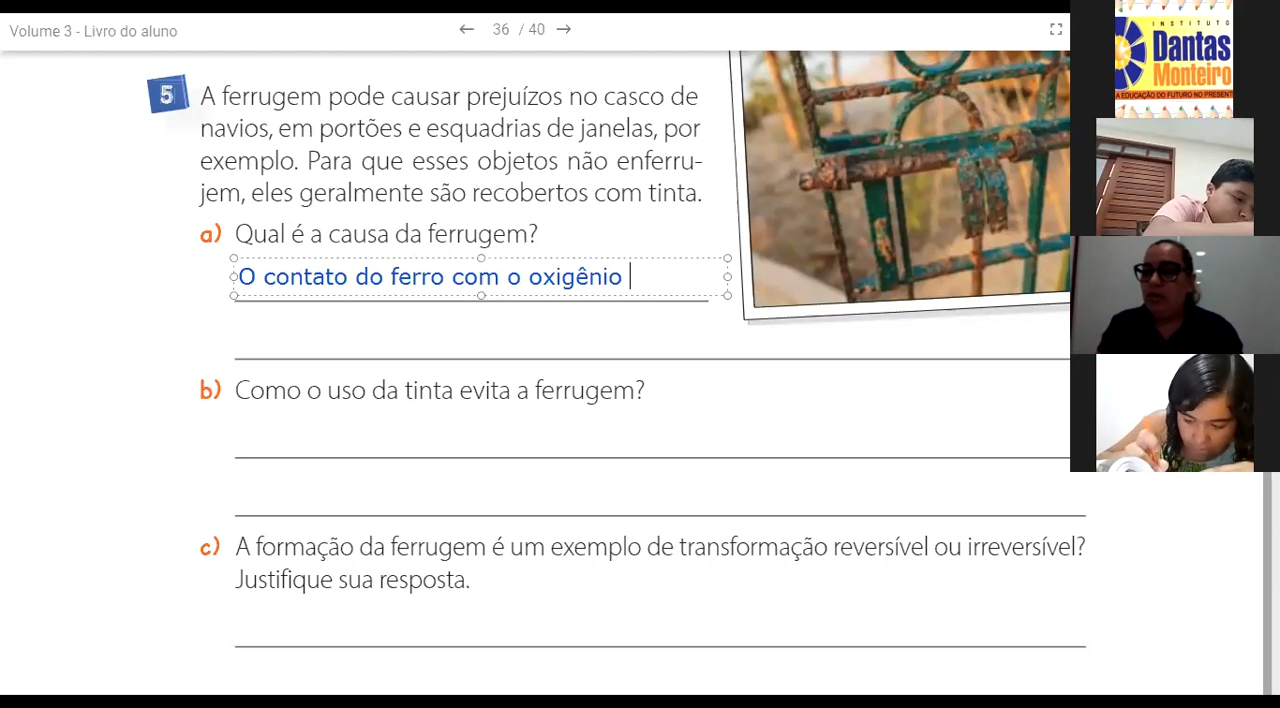 Volume 3 - Livro do aluno
36 / 40
INSTITUTO
Dantas
Monteiro
A EDUCAÇÃO DO FUTURO NO PRESENT
5
A ferrugem pode causar prejuízos no casco de
navios, em portões e esquadrias de janelas, por
exemplo. Para que esses objetos não enferru-
jem, eles geralmente são recobertos com tinta.
a) Qual é a causa da ferrugem?
O contato do ferro com o oxigênio
b) Como o uso da tinta evita a ferrugem?
c) A formação da ferrugem é um exemplo de transformação reversível ou irreversível?
Justifique sua resposta.